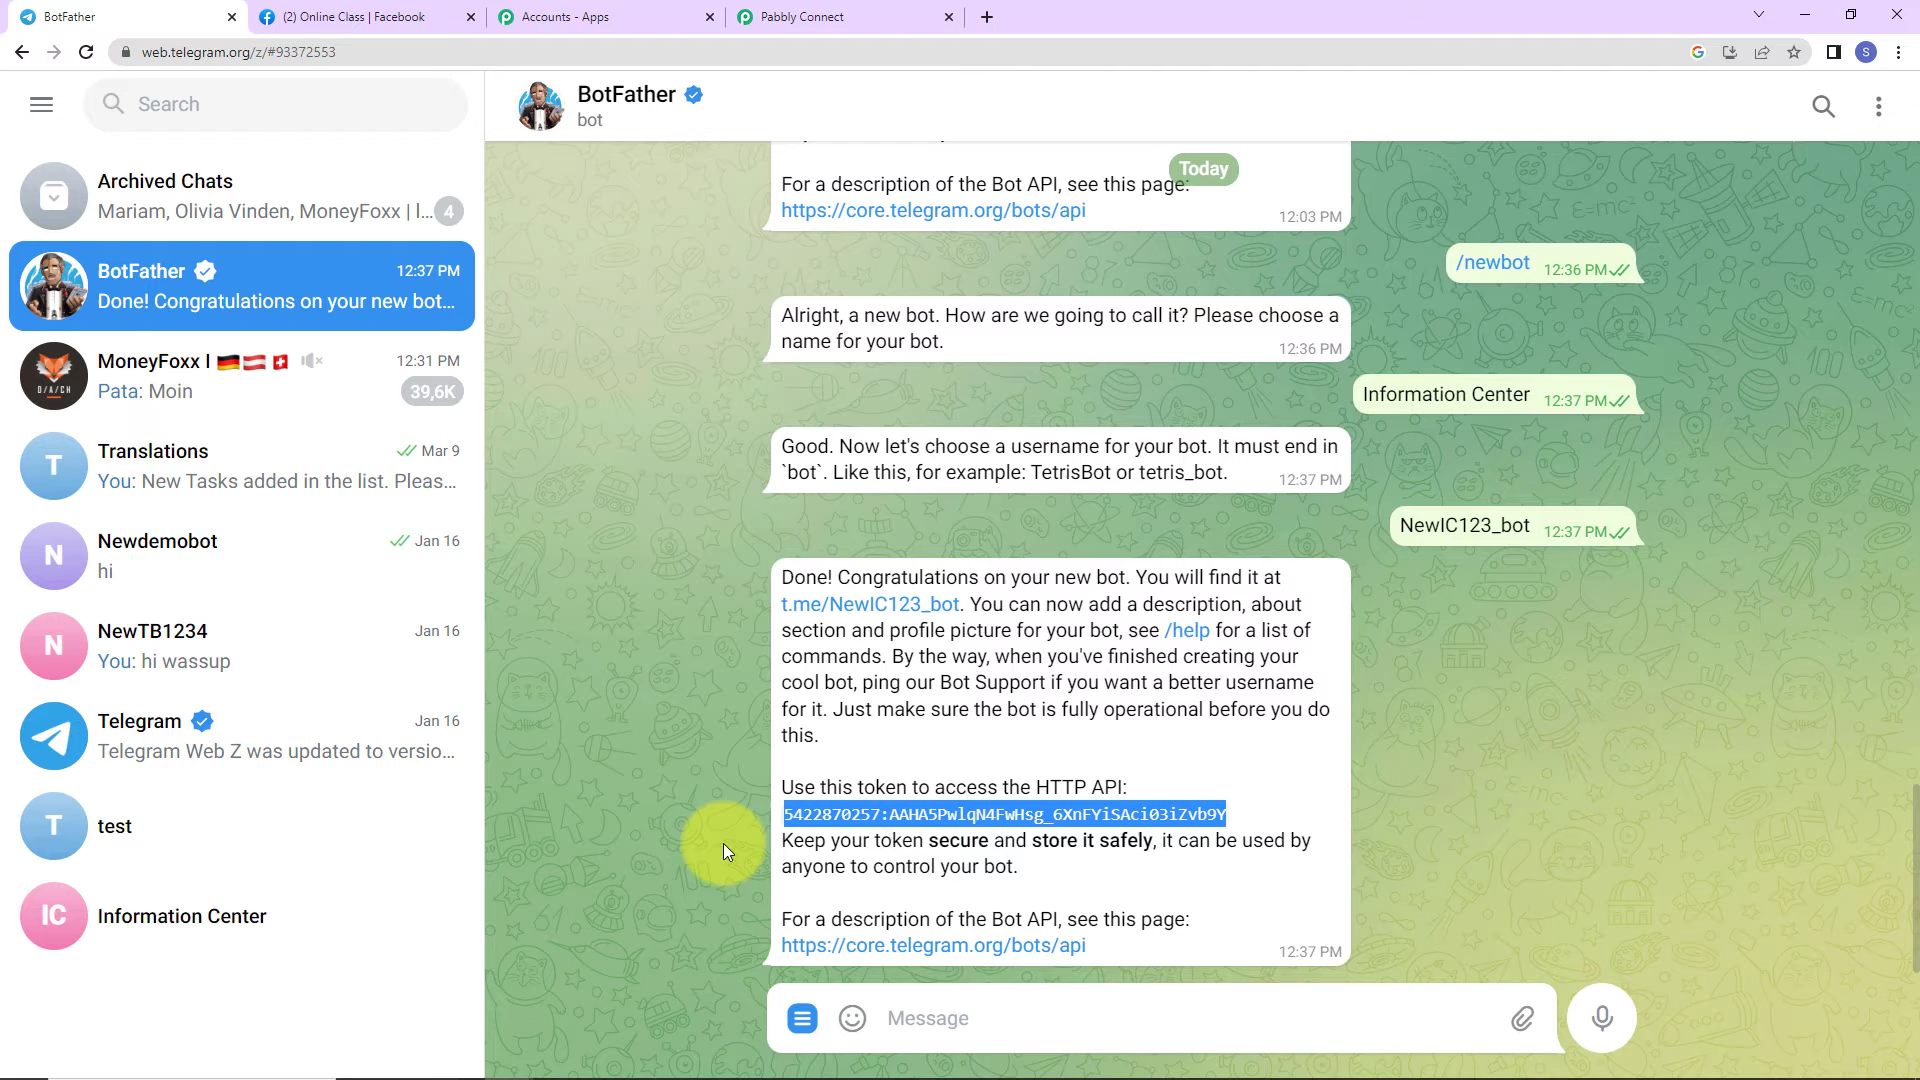 BotFather
(2) Online Class | Facebook
Accounts - Apps
Pabbly Connect
web.telegram.org/z/#93372553
S
Search
Archived Chats
Mariam, Olivia Vinden, MoneyFoxx | l... 4
BotFather 12:37 PM
Done! Congratulations on your new bot...
D/A/CH
MoneyFoxx I 12:31 PM
Pata: Moin 39,6K
T
Translations Mar 9
You: New Tasks added in the list. Pleas...
N
Newdemobot Jan 16
hi
N
NewTB1234 Jan 16
You: hi wassup
Telegram Jan 16
Telegram Web Z was updated to versio...
T
test
IC
Information Center
BotFather
bot
Today
For a description of the Bot API, see this page:
https://core.telegram.org/bots/api 12:03 PM
/newbot 12:36 PM
Alright, a new bot. How are we going to call it? Please choose a
name for your bot. 12:36 PM
Information Center 12:37 PM
Good. Now let's choose a username for your bot. It must end in
`bot`. Like this, for example: TetrisBot or tetris_bot. 12:37 PM
NewIC123_bot 12:37 PM
Done! Congratulations on your new bot. You will find it at
t.me/NewIC123_bot. You can now add a description, about
section and profile picture for your bot, see /help for a list of
commands. By the way, when you've finished creating your
cool bot, ping our Bot Support if you want a better username
for it. Just make sure the bot is fully operational before you do
this.
Use this token to access the HTTP API:
5422870257:AAHA5PwlqN4FwHsg_6XnFYiSAci03iZvb9Y
Keep your token secure and store it safely, it can be used by
anyone to control your bot.
For a description of the Bot API, see this page:
https://core.telegram.org/bots/api 12:37 PM
Message